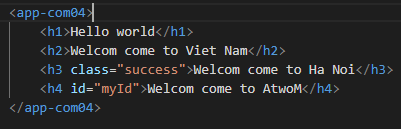 <app-com04>
<h1>Hello world</h1>
<h2>Welcom come to Viet Nam</h2>
<h3 class="success">Welcom come to Ha Noi</h3>
<h4 id="myId">Welcom come to AtwoM</h4>
</app-com04>